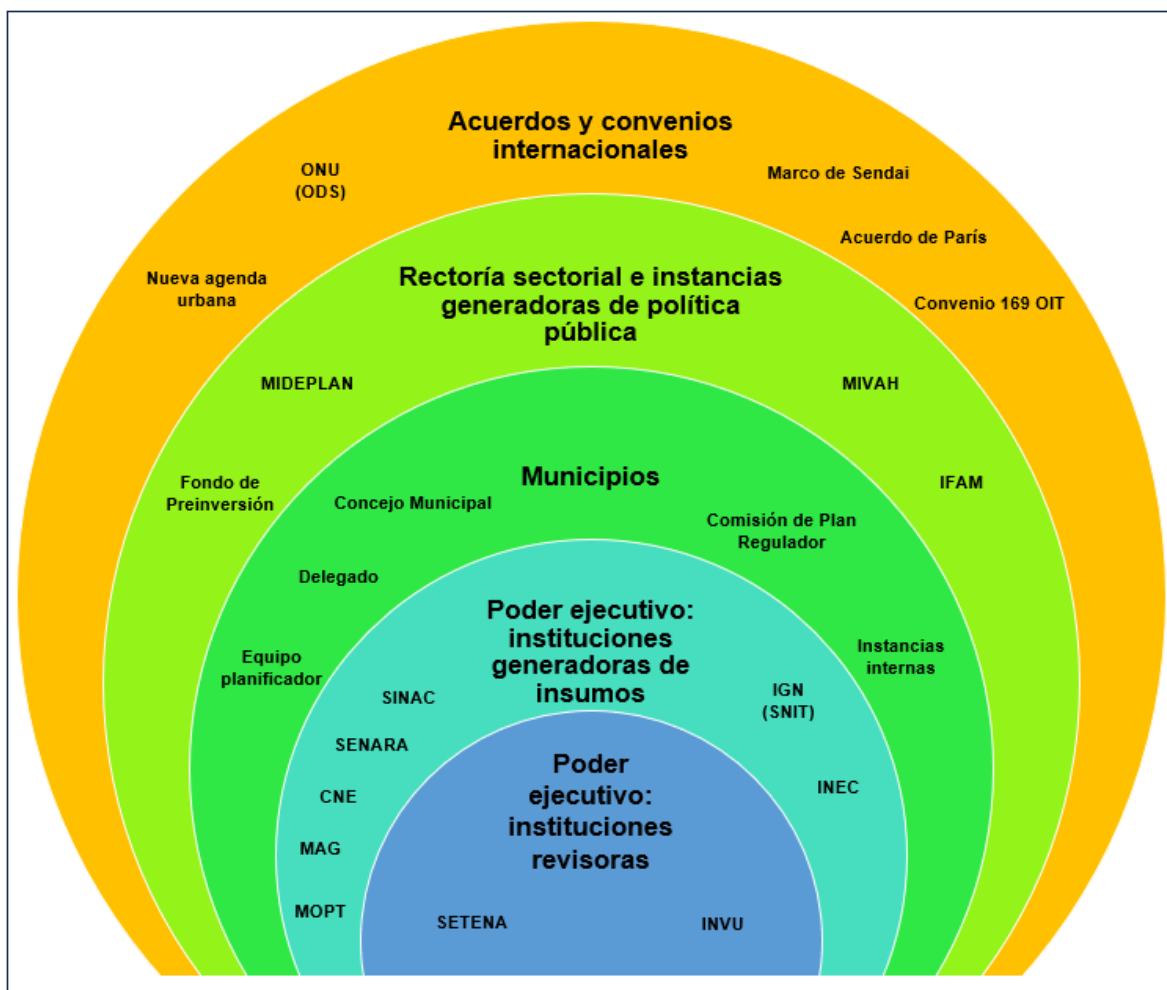 Acuerdos y convenios
internacionales
ONU
(ODS)
Marco de Sendai
Acuerdo de París
Nueva agenda
urbana
Convenio 169 OIT
Rectoría sectorial e instancias
generadoras de política
pública
MIDEPLAN
MIVAH
Fondo de
Preinversión
IFAM
Municipios
Concejo Municipal
Comisión de Plan
Regulador
Delegado
Equipo
planificador
Instancias
internas
Poder ejecutivo:
instituciones
generadoras de
insumos
SINAC
IGN
(SNIT)
SENARA
CNE
INEC
MAG
MOPT
Poder
ejecutivo:
instituciones
revisoras
SETENA
INVU